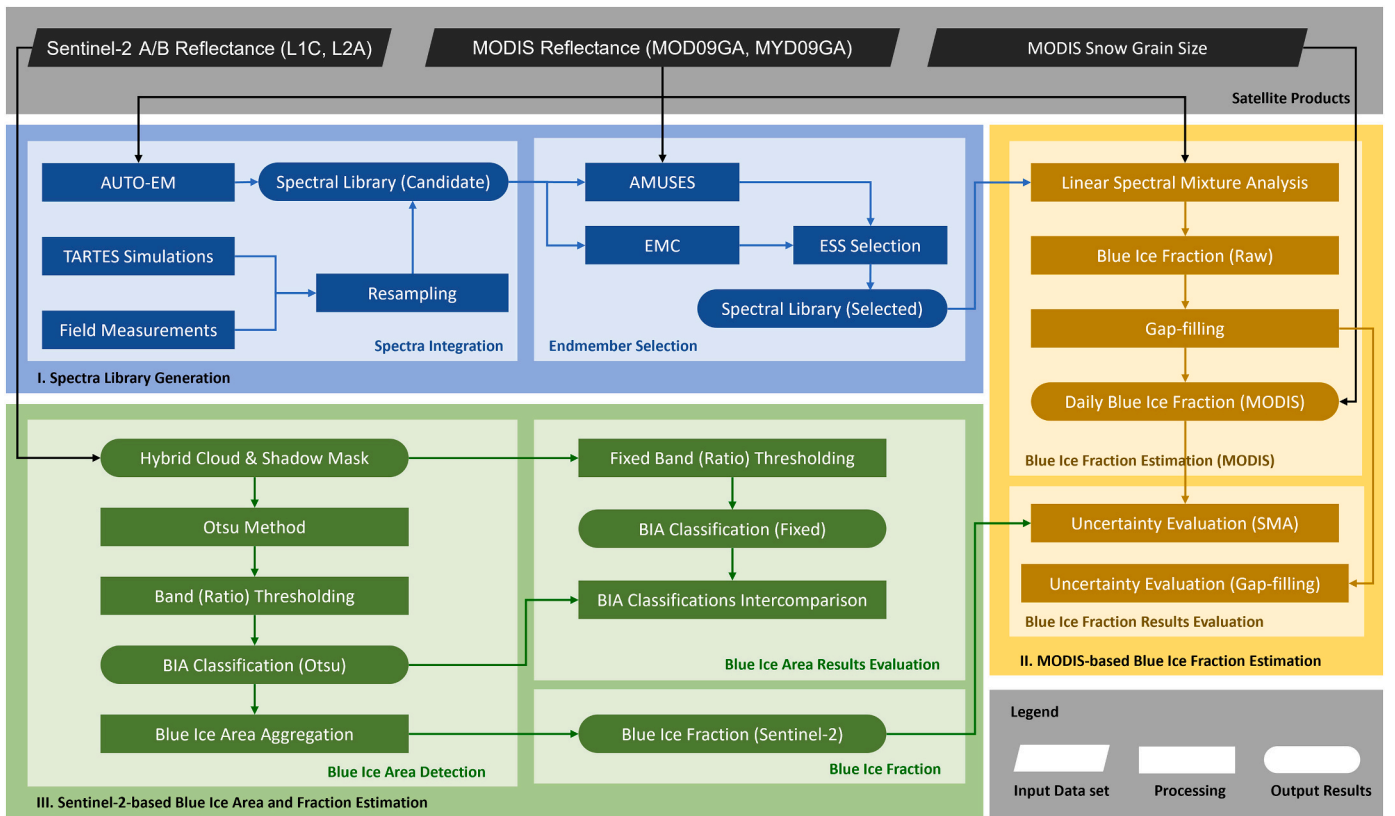 Sentinel-2 A/B Reflectance (L1C, L2A)
MODIS Reflectance (MOD09GA, MYD09GA)
MODIS Snow Grain Size
Satellite Products
AUTO-EM
Spectral Library (Candidate)
TARTES Simulations
Resampling
Field Measurements
Spectra Integration
AMUSES
EMC
ESS Selection
Spectral Library (Selected)
Endmember Selection
I. Spectra Library Generation
Linear Spectral Mixture Analysis
Blue Ice Fraction (Raw)
Gap-filling
Daily Blue Ice Fraction (MODIS)
Blue Ice Fraction Estimation (MODIS)
Uncertainty Evaluation (SMA)
Uncertainty Evaluation (Gap-filling)
Blue Ice Fraction Results Evaluation
II. MODIS-based Blue Ice Fraction Estimation
Hybrid Cloud & Shadow Mask
Otsu Method
Band (Ratio) Thresholding
BIA Classification (Otsu)
Blue Ice Area Aggregation
Blue Ice Area Detection
Fixed Band (Ratio) Thresholding
BIA Classification (Fixed)
BIA Classifications Intercomparison
Blue Ice Area Results Evaluation
Blue Ice Fraction (Sentinel-2)
Blue Ice Fraction
III. Sentinel-2-based Blue Ice Area and Fraction Estimation
Legend
Input Data set
Processing
Output Results